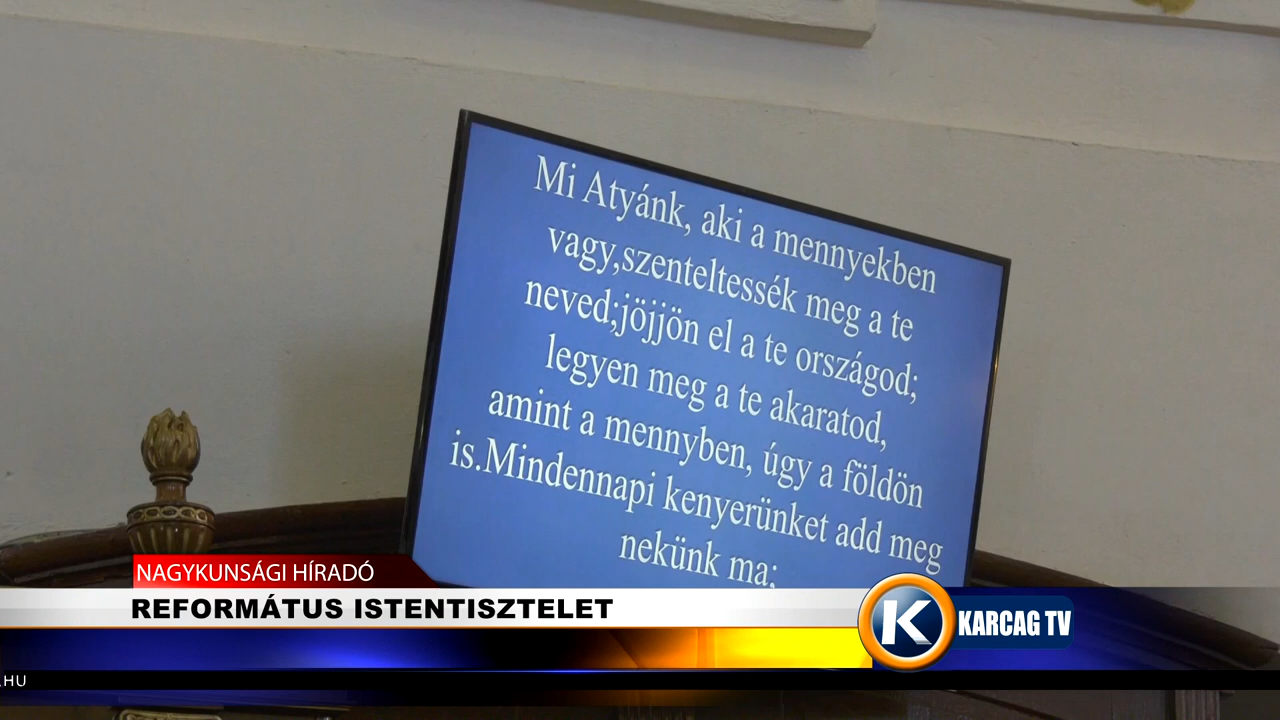 Mi Atyánk, aki a mennyekben
vagy,szenteltessék meg a te
neved;jöjjön el a te országod;
legyen meg a te akaratod,
amint a mennyben, úgy a földön
is.Mindennapi kenyerünket add meg
nekünk ma;
NAGYKUNSÁGI HÍRADÓ
REFORMÁTUS ISTENTISZTELET
K KARCAG TV
.HU